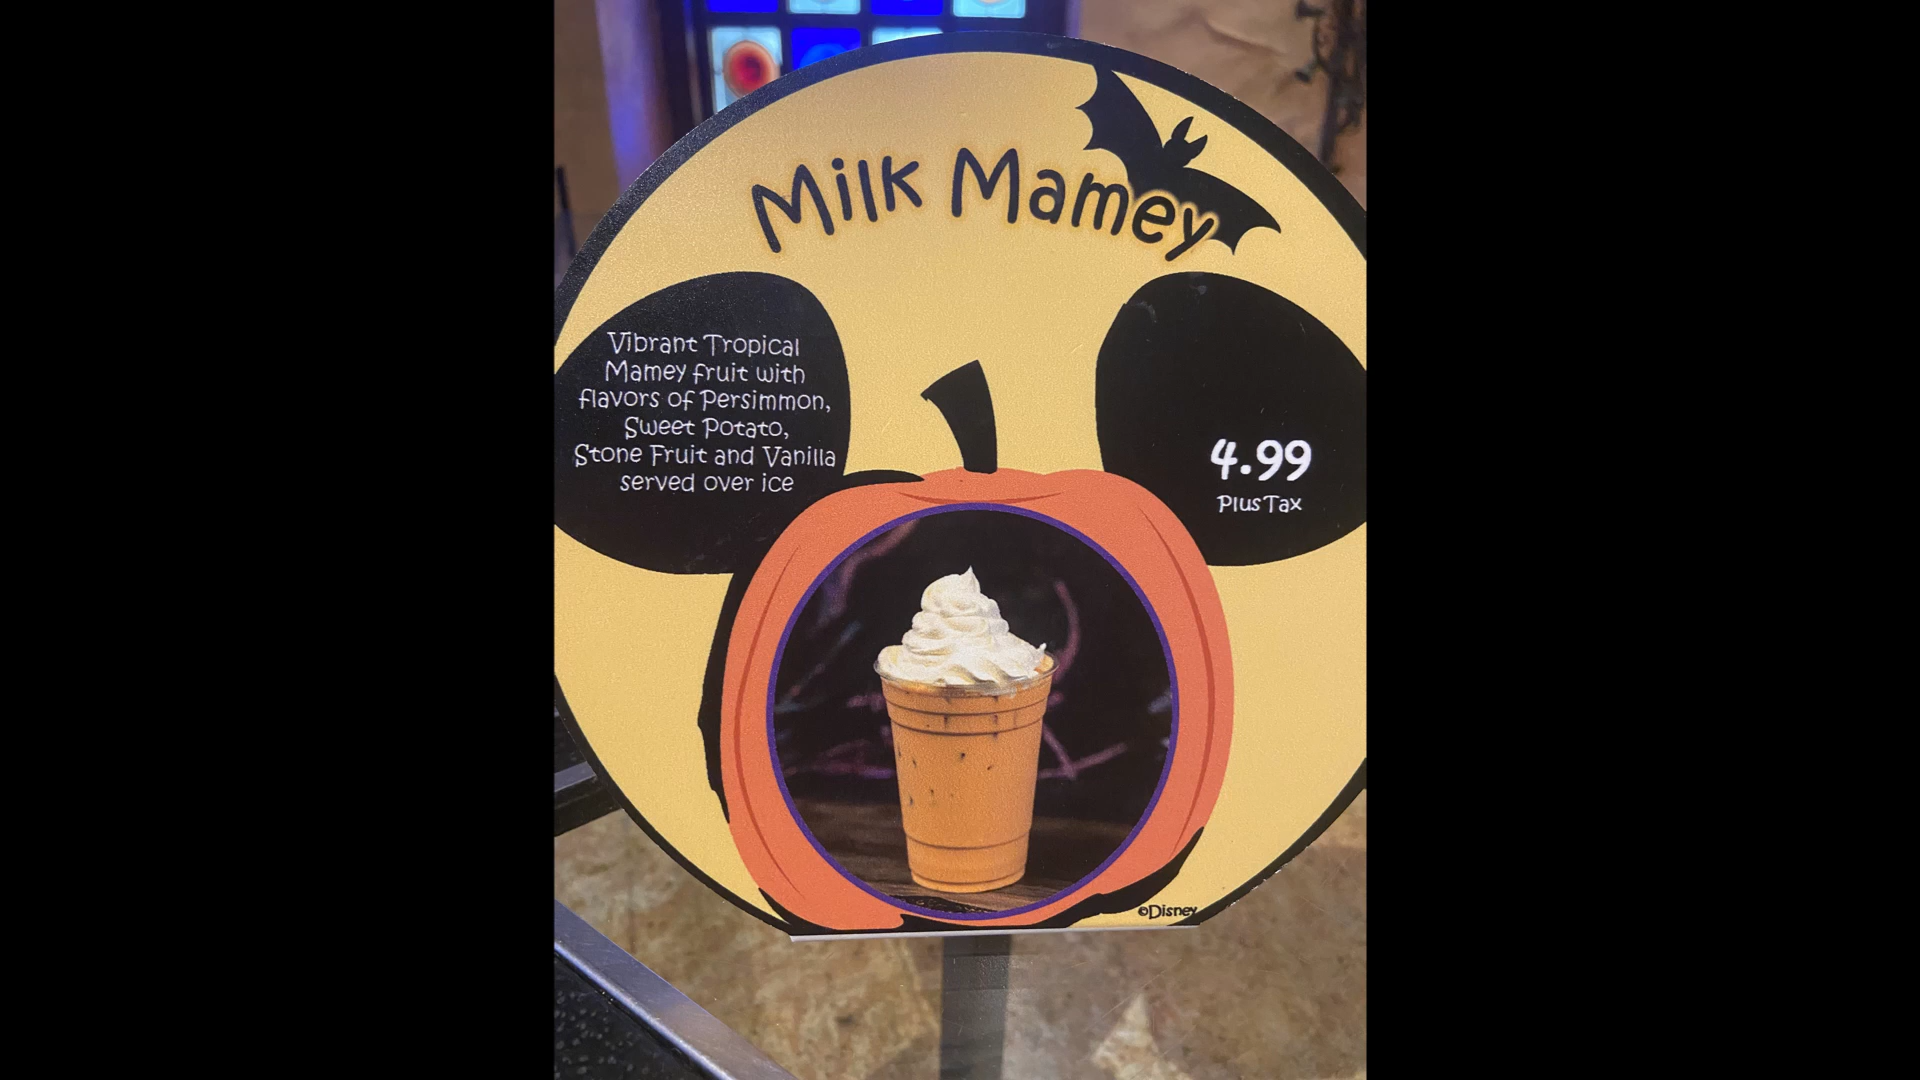 Milk Mamey
Vibrant Tropical
Mamey fruit with
flavors of Persimmon,
Sweet Potato,
Stone Fruit and Vanilla
served over ice
4.99
Plus Tax
©Disney